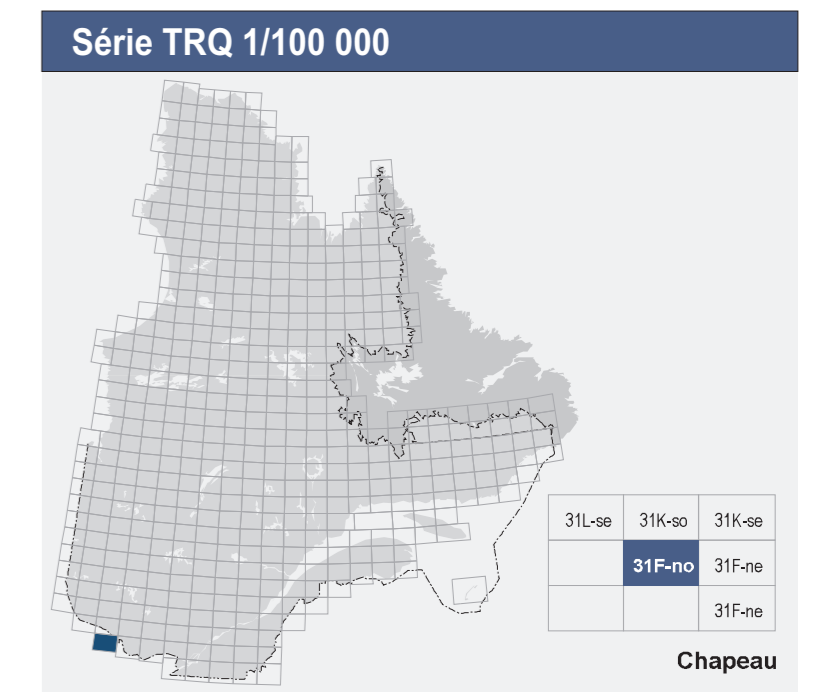 Série TRQ 1/100 000
31L-se 31K-so 31K-se
31F-no 31F-ne
31F-ne
Chapeau